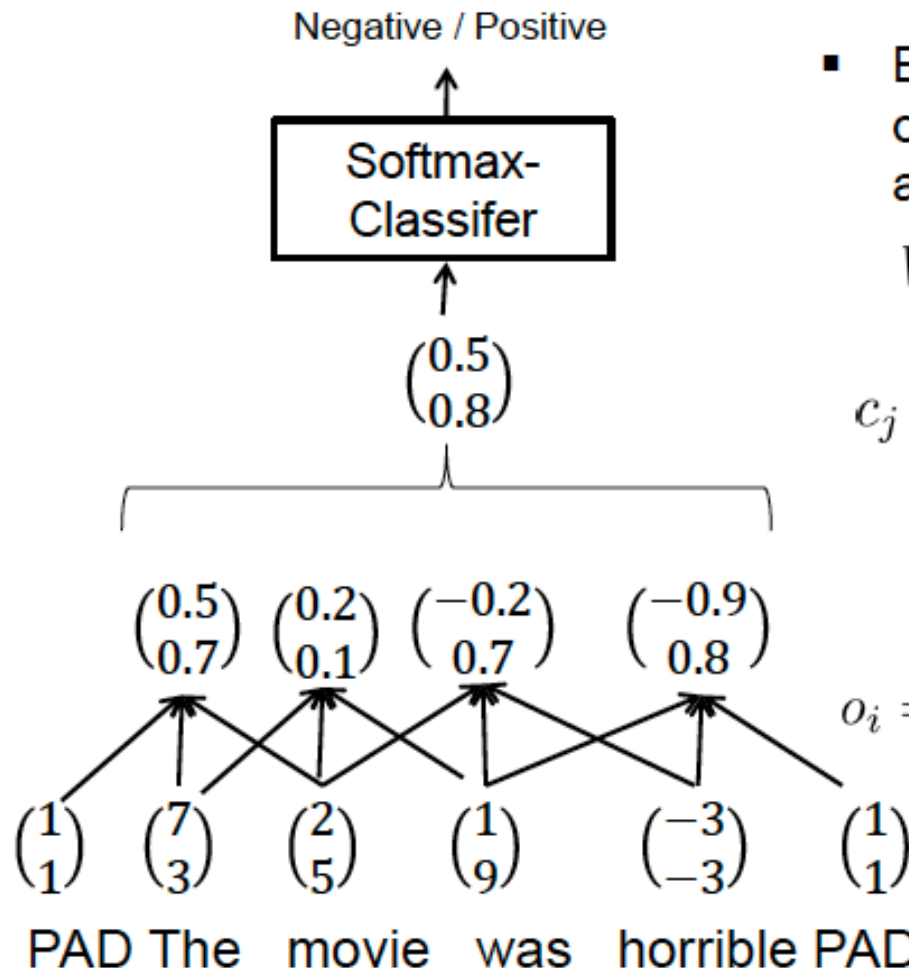 Negative / Positive
▪ E
Softmax-
Classifer
c
a
(0.5
0.8)
c_j
(0.5
0.7) (0.2
0.1) (−0.2
0.7) (−0.9
0.8)
o_i =
(1
1) (7
3) (2
5) (1
9) (−3
−3) (1
1)
PAD The movie was horrible PAD